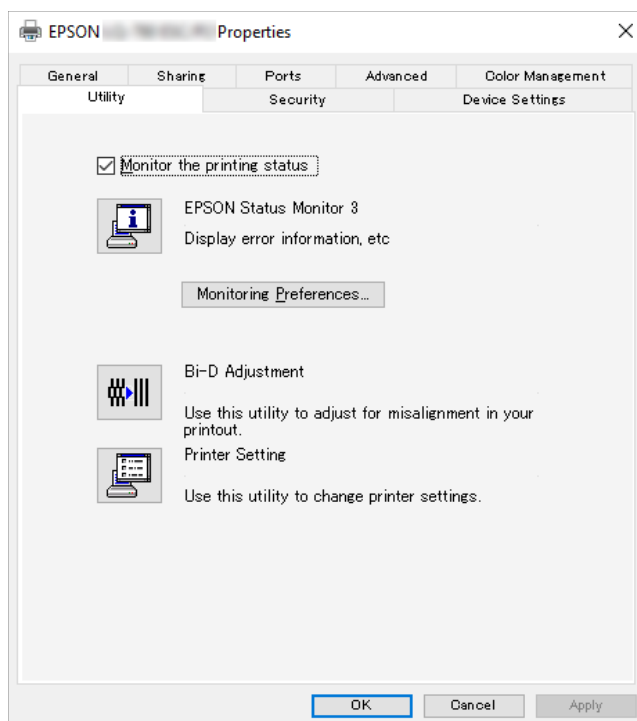 EPSON Properties
General Sharing Ports Advanced Color Management
Utility Security Device Settings
Monitor the printing status
EPSON Status Monitor 3
Display error information, etc
Monitoring Preferences...
Bi-D Adjustment
Use this utility to adjust for misalignment in your
printout.
Printer Setting
Use this utility to change printer settings.
OK Cancel Apply